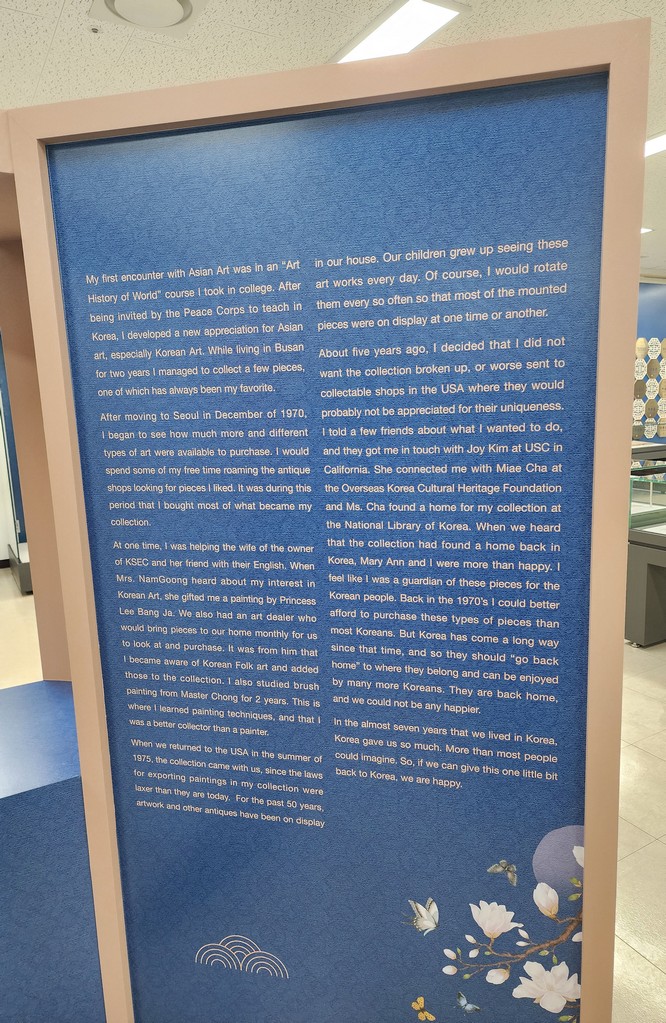 My first encounter with Asian Art was in an “Art
History of World” course I took in college. After
being invited by the Peace Corps to teach in
Korea, I developed a new appreciation for Asian
art, especially Korean Art. While living in Busan
for two years I managed to collect a few pieces,
one of which has always been my favorite.
After moving to Seoul in December of 1970,
I began to see how much more and different
types of art were available to purchase. I would
spend some of my free time roaming the antique
shops looking for pieces I liked. It was during this
period that I bought most of what became my
collection.
At one time, I was helping the wife of the owner
of KSEC and her friend with their English. When
Mrs. NamGoong heard about my interest in
Korean Art, she gifted me a painting by Princess
Lee Bang Ja. We also had an art dealer who
would bring pieces to our home monthly for us
to look at and purchase. It was from him that
I became aware of Korean Folk art and added
those to the collection. I also studied brush
painting from Master Chong for 2 years. This is
where I learned painting techniques, and that I
was a better collector than a painter.
When we returned to the USA in the summer of
1975, the collection came with us, since the laws
for exporting paintings in my collection were
laxer than they are today. For the past 50 years,
artwork and other antiques have been on display
in our house. Our children grew up seeing these
art works every day. Of course, I would rotate
them every so often so that most of the mounted
pieces were on display at one time or another.
About five years ago, I decided that I did not
want the collection broken up, or worse sent to
collectable shops in the USA where they would
probably not be appreciated for their uniqueness.
I told a few friends about what I wanted to do,
and they got me in touch with Joy Kim at USC in
California. She connected me with Miae Cha at
the Overseas Korea Cultural Heritage Foundation
and Ms. Cha found a home for my collection at
the National Library of Korea. When we heard
that the collection had found a home back in
Korea, Mary Ann and I were more than happy. I
feel like I was a guardian of these pieces for the
Korean people. Back in the 1970’s I could better
afford to purchase these types of pieces than
most Koreans. But Korea has come a long way
since that time, and so they should “go back
home” to where they belong and can be enjoyed
by many more Koreans. They are back home,
and we could not be any happier.
In the almost seven years that we lived in Korea,
Korea gave us so much. More than most people
could imagine. So, if we can give this one little bit
back to Korea, we are happy.